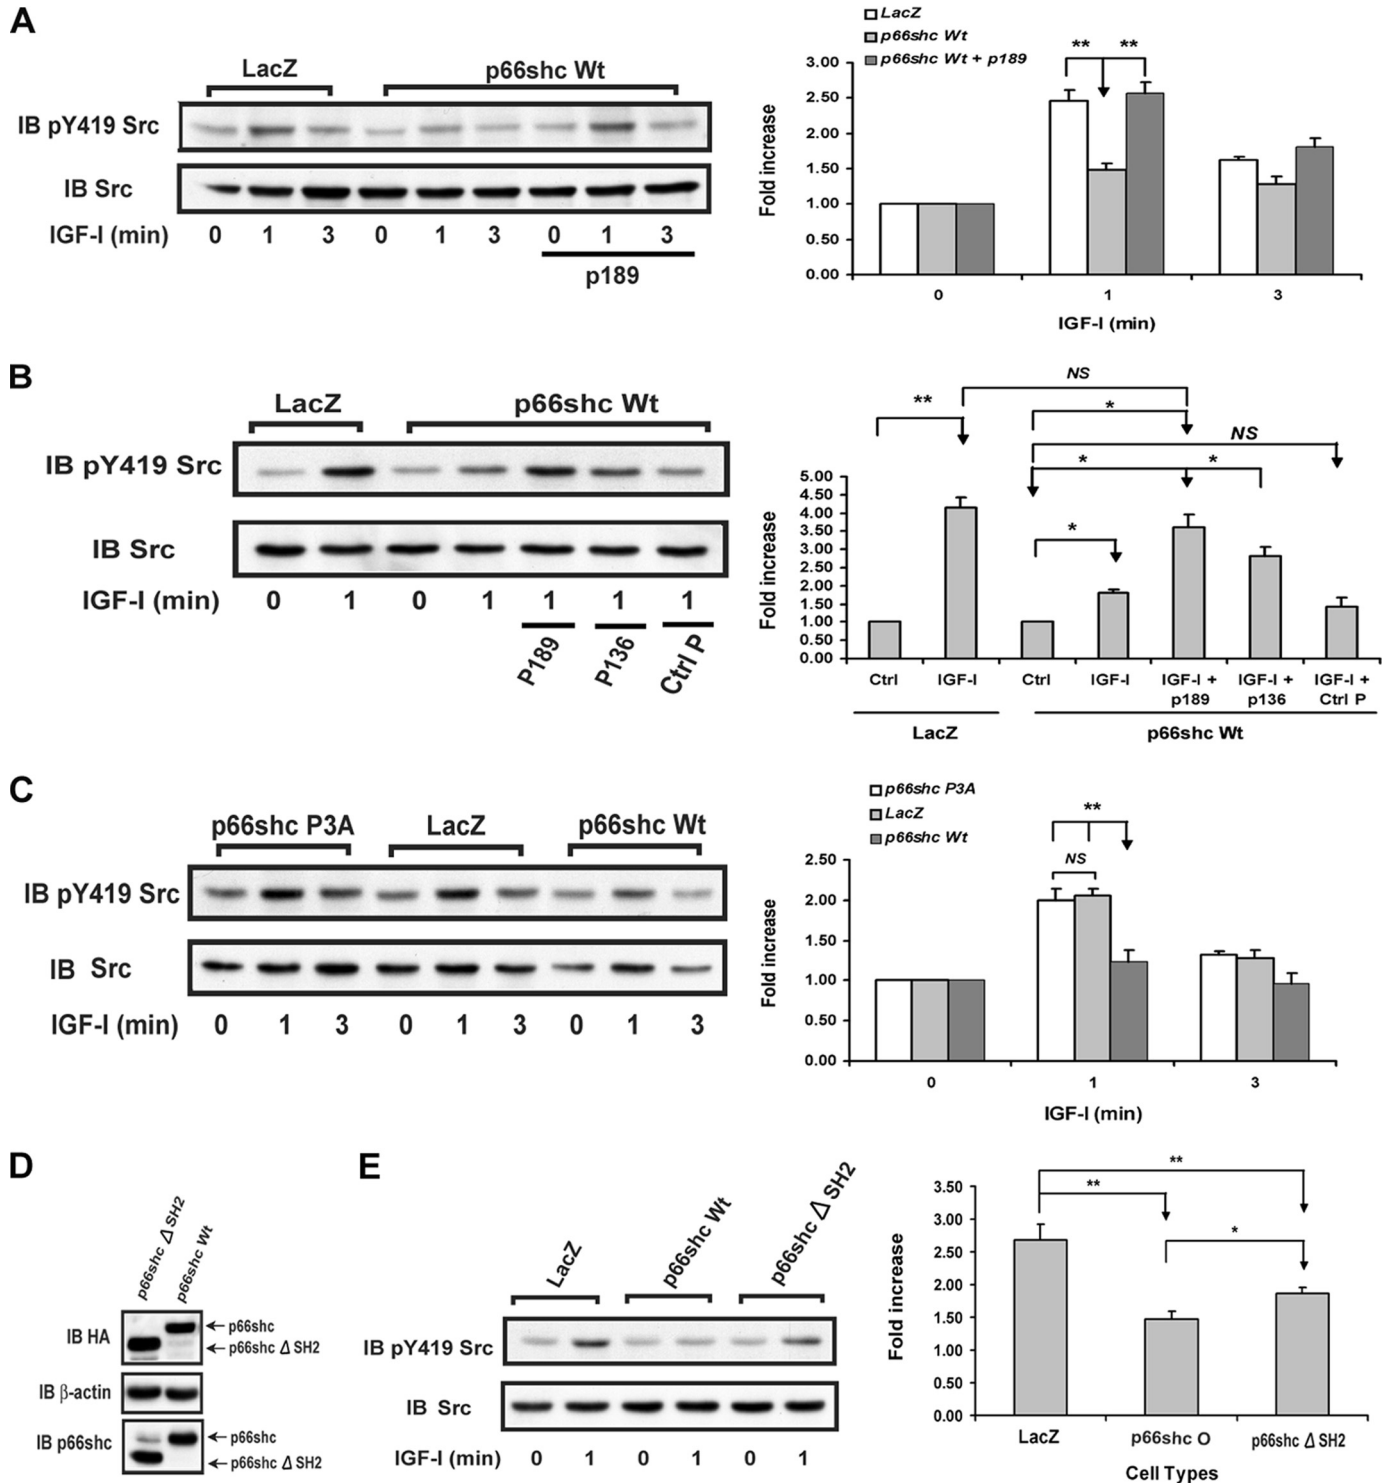 A
LacZ
p66shc Wt
IB pY419 Src
IB Src
IGF-I (min) 0 1 3 0 1 3 0 1 3
p189
LacZ
p66shc Wt
p66shc Wt + p189
** **
Fold increase
3.00
2.50
2.00
1.50
1.00
0.50
0.00
0 1 3
IGF-I (min)
B
LacZ
p66shc Wt
IB pY419 Src
IB Src
IGF-I (min) 0 1 0 1 1 1 1
P189 P136 Ctrl P
NS
** *
NS
* *
*
Fold increase
5.00
4.50
4.00
3.50
3.00
2.50
2.00
1.50
1.00
0.50
0.00
Ctrl IGF-I Ctrl IGF-I IGF-I + IGF-I + IGF-I +
p189 p136 Ctrl P
LacZ p66shc Wt
C
p66shc P3A LacZ p66shc Wt
IB pY419 Src
IB Src
IGF-I (min) 0 1 3 0 1 3 0 1 3
p66shc P3A
LacZ
p66shc Wt
**
NS
Fold increase
2.50
2.00
1.50
1.00
0.50
0.00
0 1 3
IGF-I (min)
D
p66shc Δ SH2
p66shc Wt
IB HA
p66shc
p66shc Δ SH2
IB β-actin
IB p66shc
p66shc
p66shc Δ SH2
E
LacZ
p66shc Wt
p66shc Δ SH2
IB pY419 Src
IB Src
IGF-I (min) 0 1 0 1 0 1
**
**
*
Fold increase
3.50
3.00
2.50
2.00
1.50
1.00
0.50
0.00
LacZ p66shc O p66shc Δ SH2
Cell Types